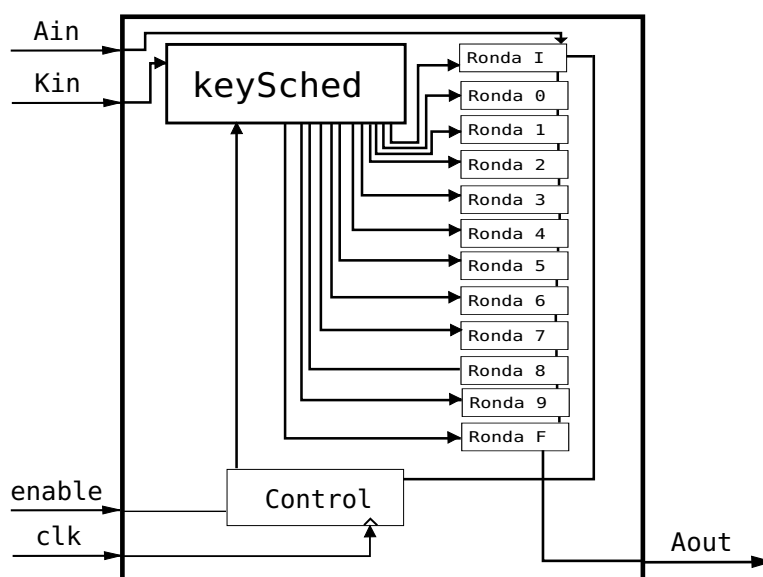 Ain
Kin
keySched
Ronda I
Ronda 0
Ronda 1
Ronda 2
Ronda 3
Ronda 4
Ronda 5
Ronda 6
Ronda 7
Ronda 8
Ronda 9
Ronda F
enable
Control
clk
Aout